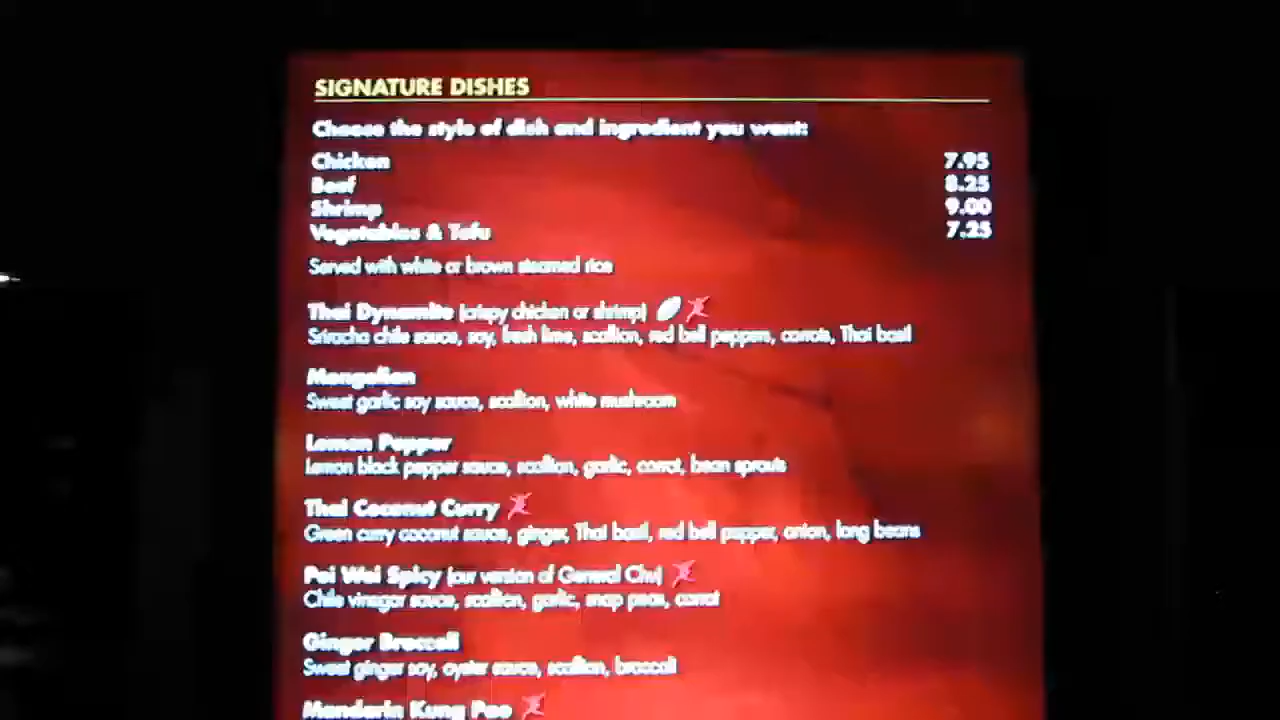 SIGNATURE DISHES
Choose the style of dish and ingredient you want:
Chicken 7.95
Beef 8.25
Shrimp 9.00
Vegetables & Tofu 7.25
Served with white or brown steamed rice
Thai Dynamite (crispy chicken or shrimp)
Sriracha chile sauce, soy, fresh lime, scallion, red bell peppers, carrots, Thai basil
Mongolian
Sweet garlic soy sauce, scallion, white mushroom
Lemon Pepper
Lemon black pepper sauce, scallion, garlic, carrot, bean sprouts
Thai Coconut Curry
Green curry coconut sauce, ginger, Thai basil, red bell pepper, onion, long beans
Pei Wei Spicy (our version of General Chu)
Chile vinegar sauce, scallion, garlic, snap peas, carrot
Ginger Broccoli
Sweet ginger soy, oyster sauce, scallion, broccoli
Mandarin Kung Pao